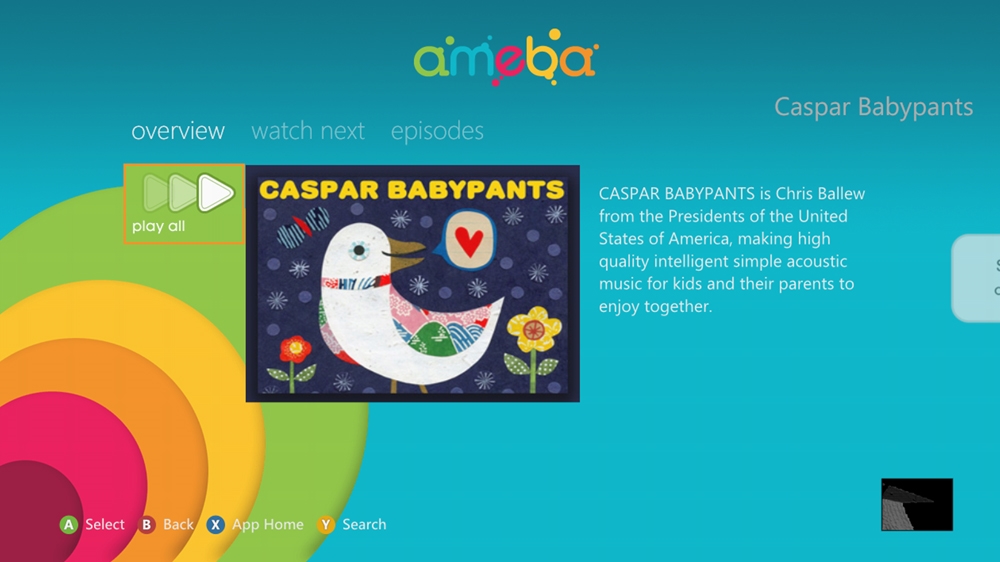 ameba
Caspar Babypants
overview watch next episodes
play all
CASPAR BABYPANTS
CASPAR BABYPANTS is Chris Ballew
from the Presidents of the United
States of America, making high
quality intelligent simple acoustic
music for kids and their parents to
enjoy together.
A Select B Back X App Home Y Search